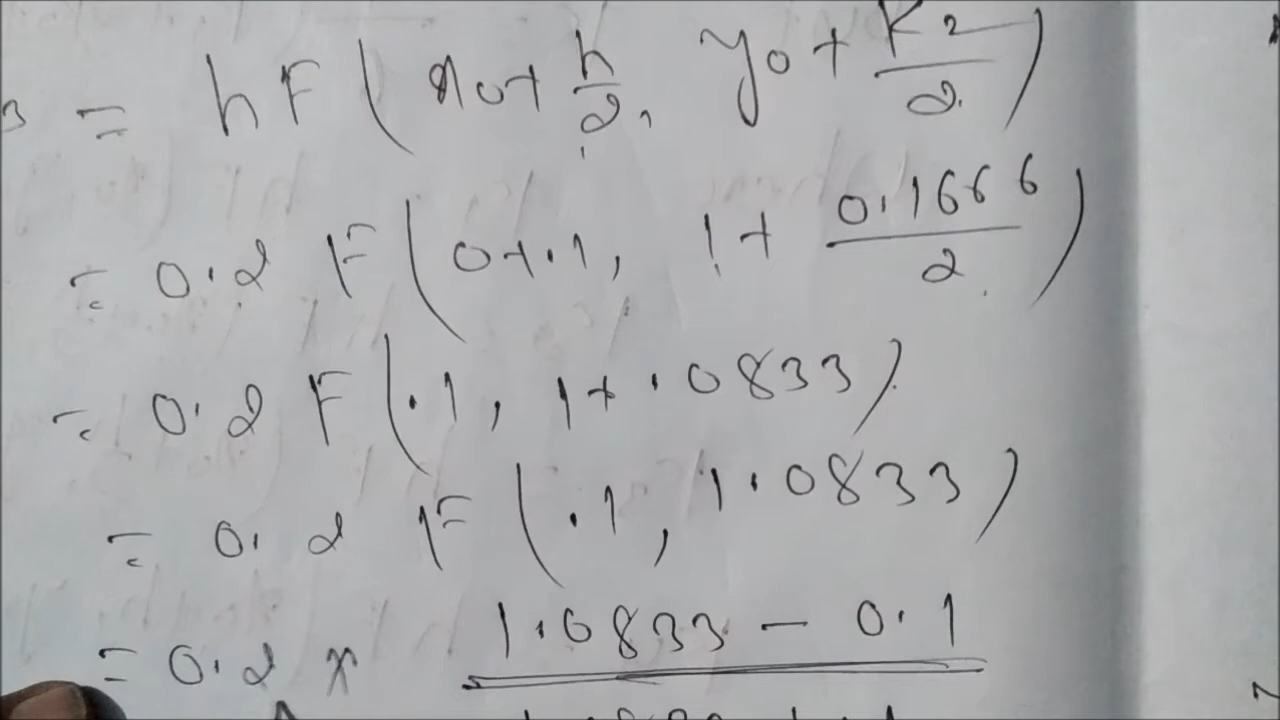 3 = hF(x0+h/2, y0+K2/2)
= 0.2 F(0+.1, 1+0.1666/2)
= 0.2 F(.1, 1+.0833)
= 0.2 F(.1, 1.0833)
= 0.2 x 1.0833 - 0.1